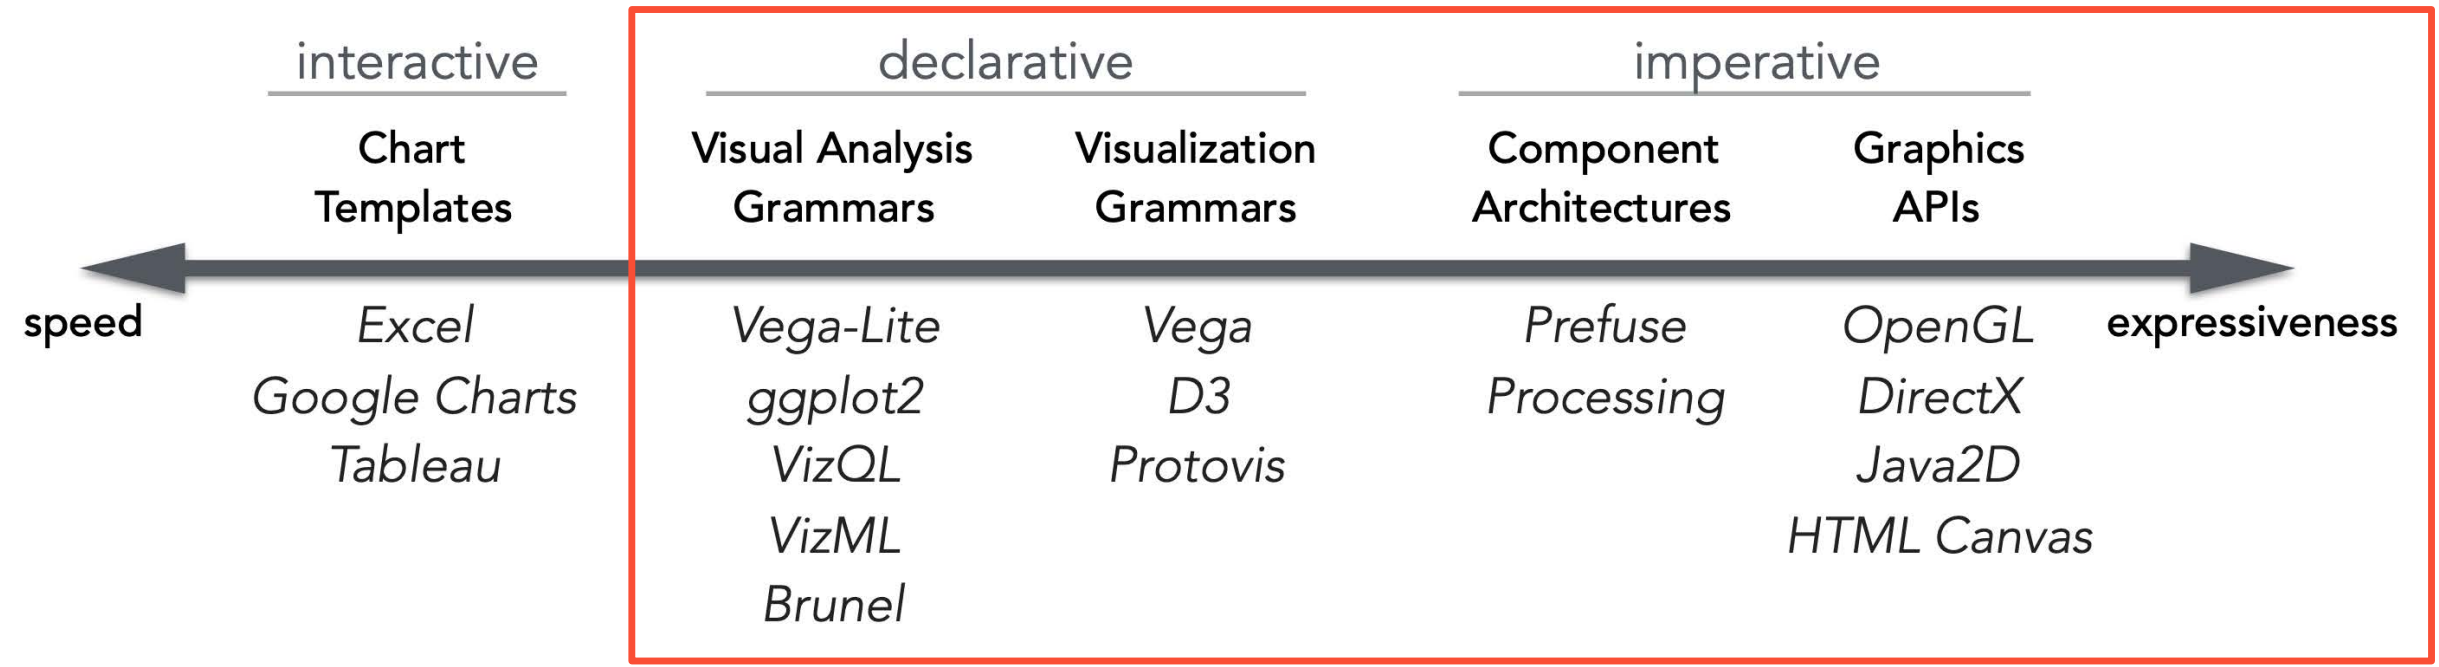 interactive
declarative
imperative
Chart
Templates
Visual Analysis
Grammars
Visualization
Grammars
Component
Architectures
Graphics
APIs
speed
expressiveness
Excel
Google Charts
Tableau
Vega-Lite
ggplot2
VizQL
VizML
Brunel
Vega
D3
Protovis
Prefuse
Processing
OpenGL
DirectX
Java2D
HTML Canvas